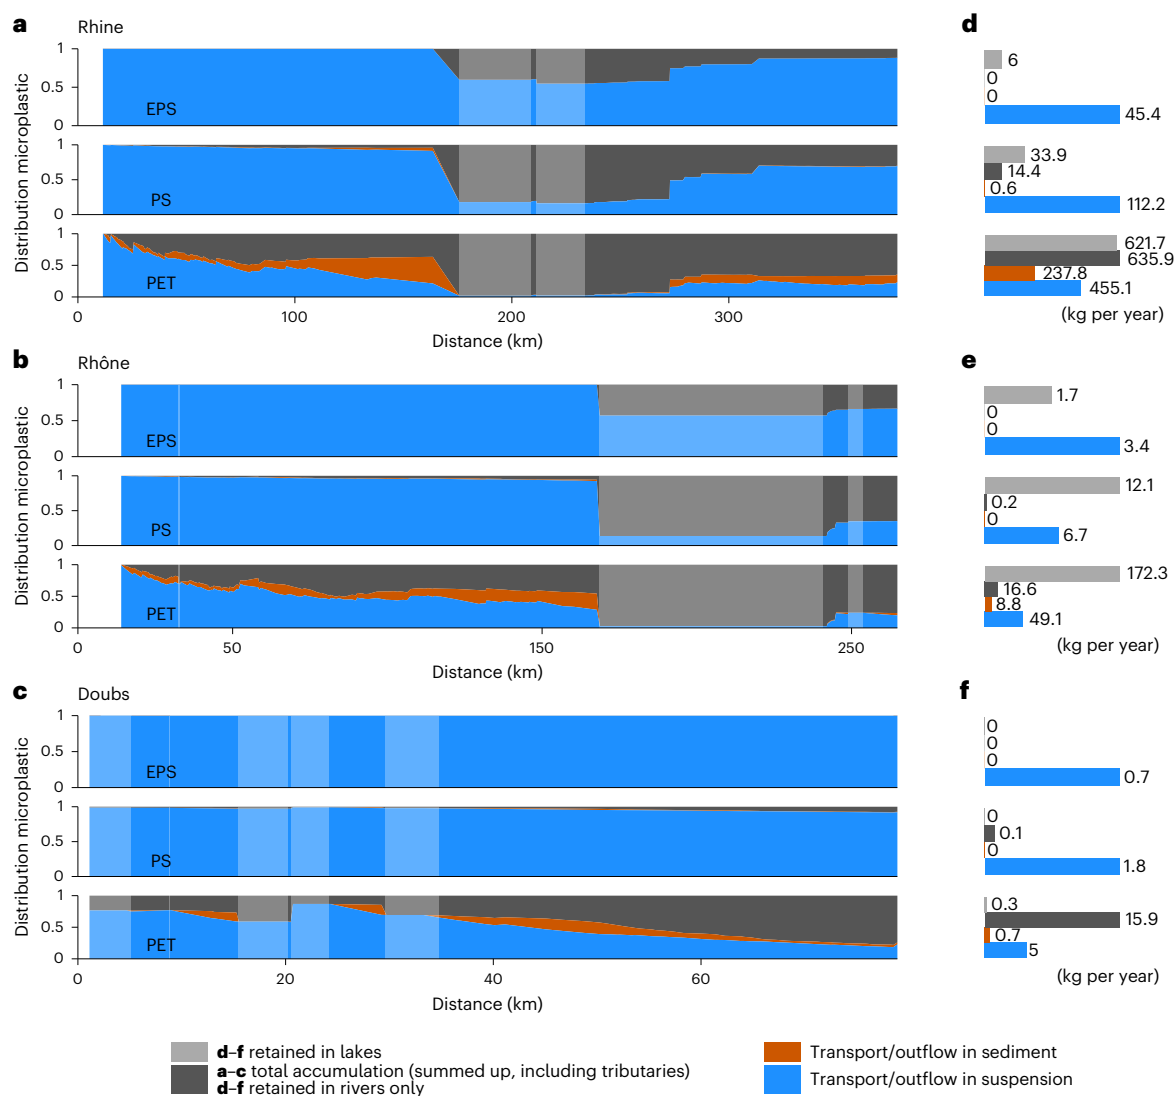 a
Rhine
Distribution microplastic
1
0.5
0
EPS
1
0.5
0
PS
1
0.5
0
PET
0
100
200
300
Distance (km)
d
6
0
0
45.4
33.9
14.4
0.6
112.2
621.7
635.9
237.8
455.1
(kg per year)
b
Rhône
Distribution microplastic
1
0.5
0
EPS
1
0.5
0
PS
1
0.5
0
PET
0
50
150
250
Distance (km)
e
1.7
0
0
3.4
12.1
0.2
0
6.7
172.3
16.6
8.8
49.1
(kg per year)
c
Doubs
Distribution microplastic
1
0.5
0
EPS
1
0.5
0
PS
1
0.5
0
PET
0
20
40
60
Distance (km)
f
0
0
0
0.7
0
0.1
0
1.8
0.3
15.9
0.7
5
(kg per year)
d–f retained in lakes
a–c total accumulation (summed up, including tributaries)
d–f retained in rivers only
Transport/outflow in sediment
Transport/outflow in suspension